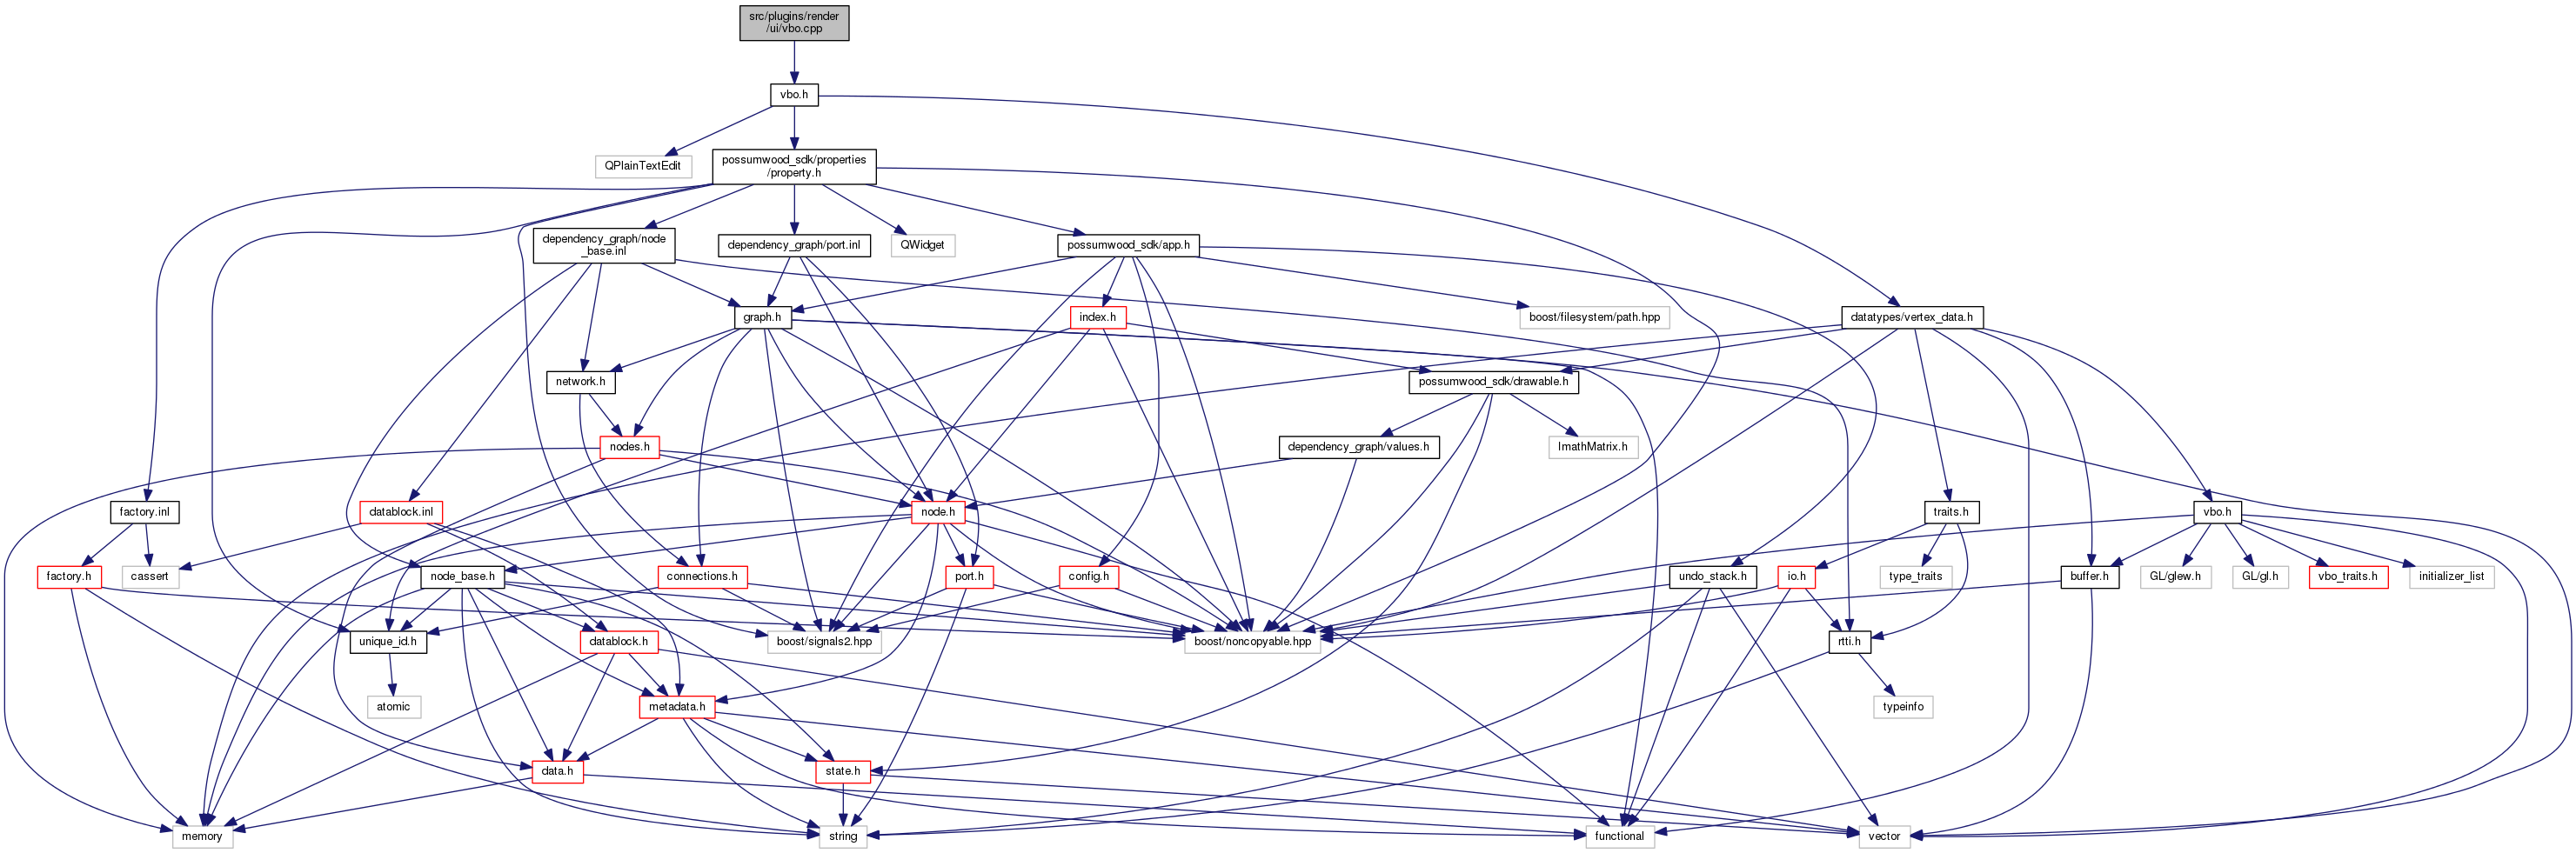 src/plugins/render
/ui/vbo.cpp
vbo.h
QPlainTextEdit
possumwood_sdk/properties
/property.h
dependency_graph/node
_base.inl
dependency_graph/port.inl
QWidget
possumwood_sdk/app.h
graph.h
index.h
boost/filesystem/path.hpp
datatypes/vertex_data.h
network.h
possumwood_sdk/drawable.h
nodes.h
dependency_graph/values.h
ImathMatrix.h
factory.inl
datablock.inl
node.h
traits.h
vbo.h
factory.h
cassert
node_base.h
connections.h
port.h
config.h
undo_stack.h
io.h
type_traits
buffer.h
GL/glew.h
GL/gl.h
vbo_traits.h
initializer_list
unique_id.h
datablock.h
boost/signals2.hpp
boost/noncopyable.hpp
rtti.h
atomic
metadata.h
typeinfo
data.h
state.h
memory
string
functional
vector